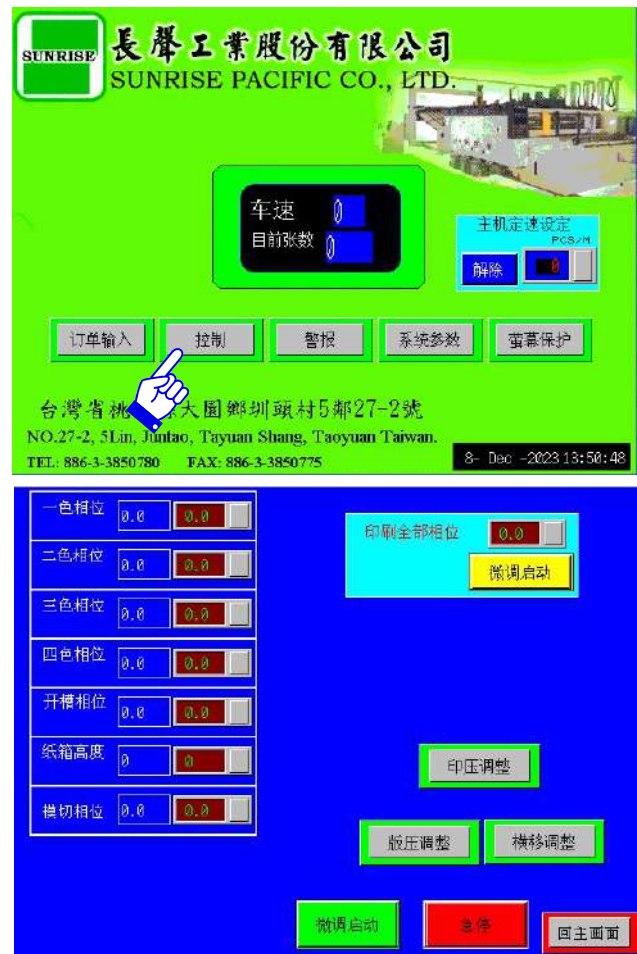 SUNRISE
長聲工業股份有限公司
SUNRISE PACIFIC CO., LTD.
车速 0
目前张数 0
主机定速设定
PCS/M
解除 0
订单输入 控制 警报 系统参数 萤幕保护
台灣省桃 大園鄉圳頭村5鄰27-2號
NO.27-2, 5Lin, Juntao, Tayuan Shang, Taoyuan Taiwan.
TEL: 886-3-3850780 FAX: 886-3-3850775
8- Dec -2023 13:50:48
一色相位 0.0 0.0
二色相位 0.0 0.0
三色相位 0.0 0.0
四色相位 0.0 0.0
开槽相位 0.0 0.0
纸箱高度 0 0
模切相位 0.0 0.0
印刷全部相位 0.0
微调启动
印压调整
版压调整 横移调整
微调启动 急停 回主画面